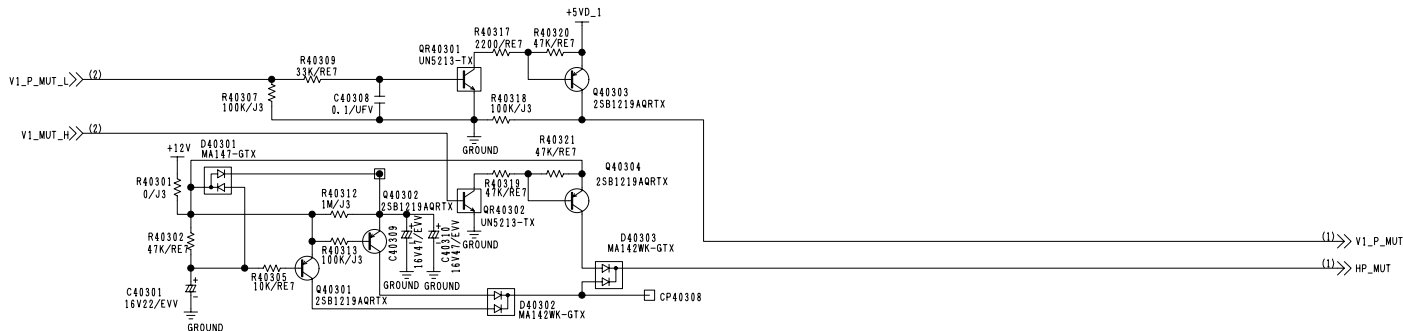 +5VD_1
R40317
2200/RE7
R40320
47K/RE7
QR40301
UN5213-TX
R40309
33K/RE7
V1_P_MUT_L
(2)
R40307
100K/J3
C40308
0.1/UFV
R40318
100K/J3
Q40303
2SB1219AQRTX
V1_MUT_H
(2)
GROUND
D40301
MA147-GTX
+12V
R40321
47K/RE7
Q40304
2SB1219AQRTX
R40301
0/J3
R40312
1M/J3
Q40302
2SB1219AQRTX
R40319
47K/RE7
QR40302
UN5213-TX
C40309
16V47/EVV
C40310
16V47/EVV
GROUND
R40302
47K/RE7
R40313
100K/J3
D40303
MA142WK-GTX
(1)
V1_P_MUT
(1)
HP_MUT
R40305
10K/RE7
Q40301
2SB1219AQRTX
GROUND
GROUND
C40301
16V22/EVV
D40302
MA142WK-GTX
CP40308
GROUND